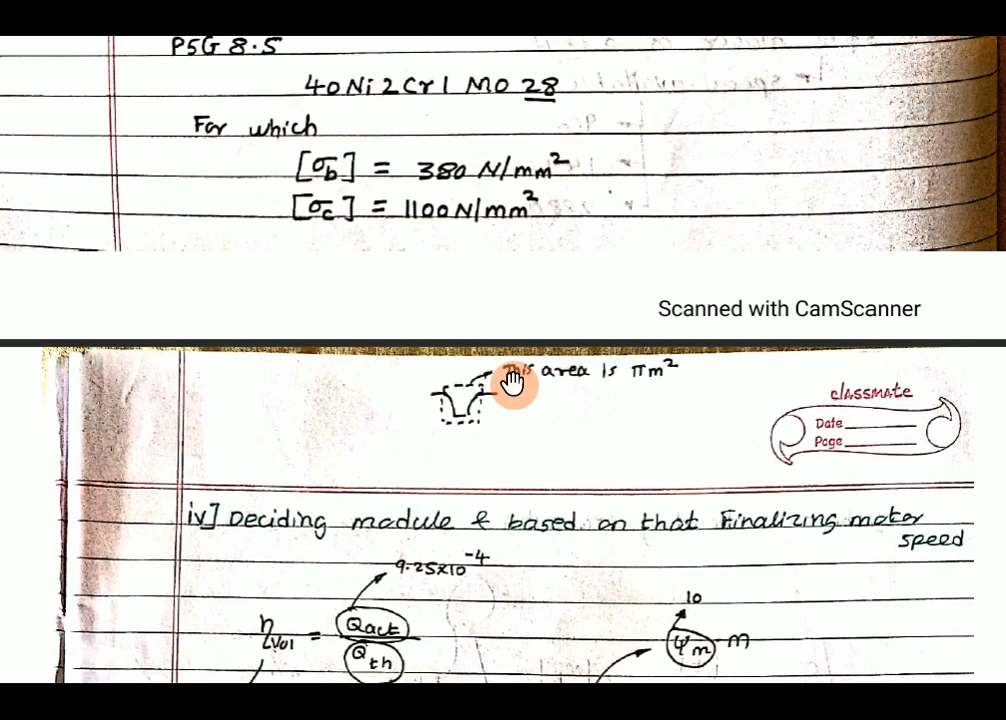 PSG 8.5
40 Ni 2 Cr 1 Mo 28
For which
[σb] = 380 N/mm²
[σc] = 1100 N/mm²
Scanned with CamScanner
This area is πm²
classmate
Date
Page
iv] Deciding module & based on that Finalizing motor
speed
9.25×10⁻⁴
10
ηvol = Qact / Qth
ψm m